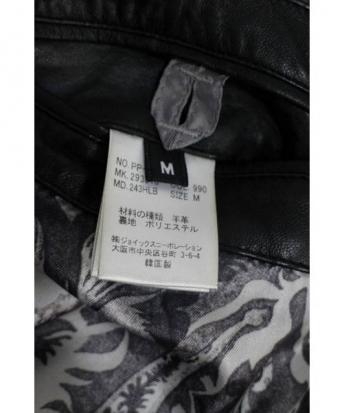 M
NO. PP
MK. 293 990
MD. 243HLB SIZE M
材料の種類 羊革
裏地 ポリエステル
㈱ジョイックスコーポレーション
大阪市中央区谷町 3-6-4
韓国製